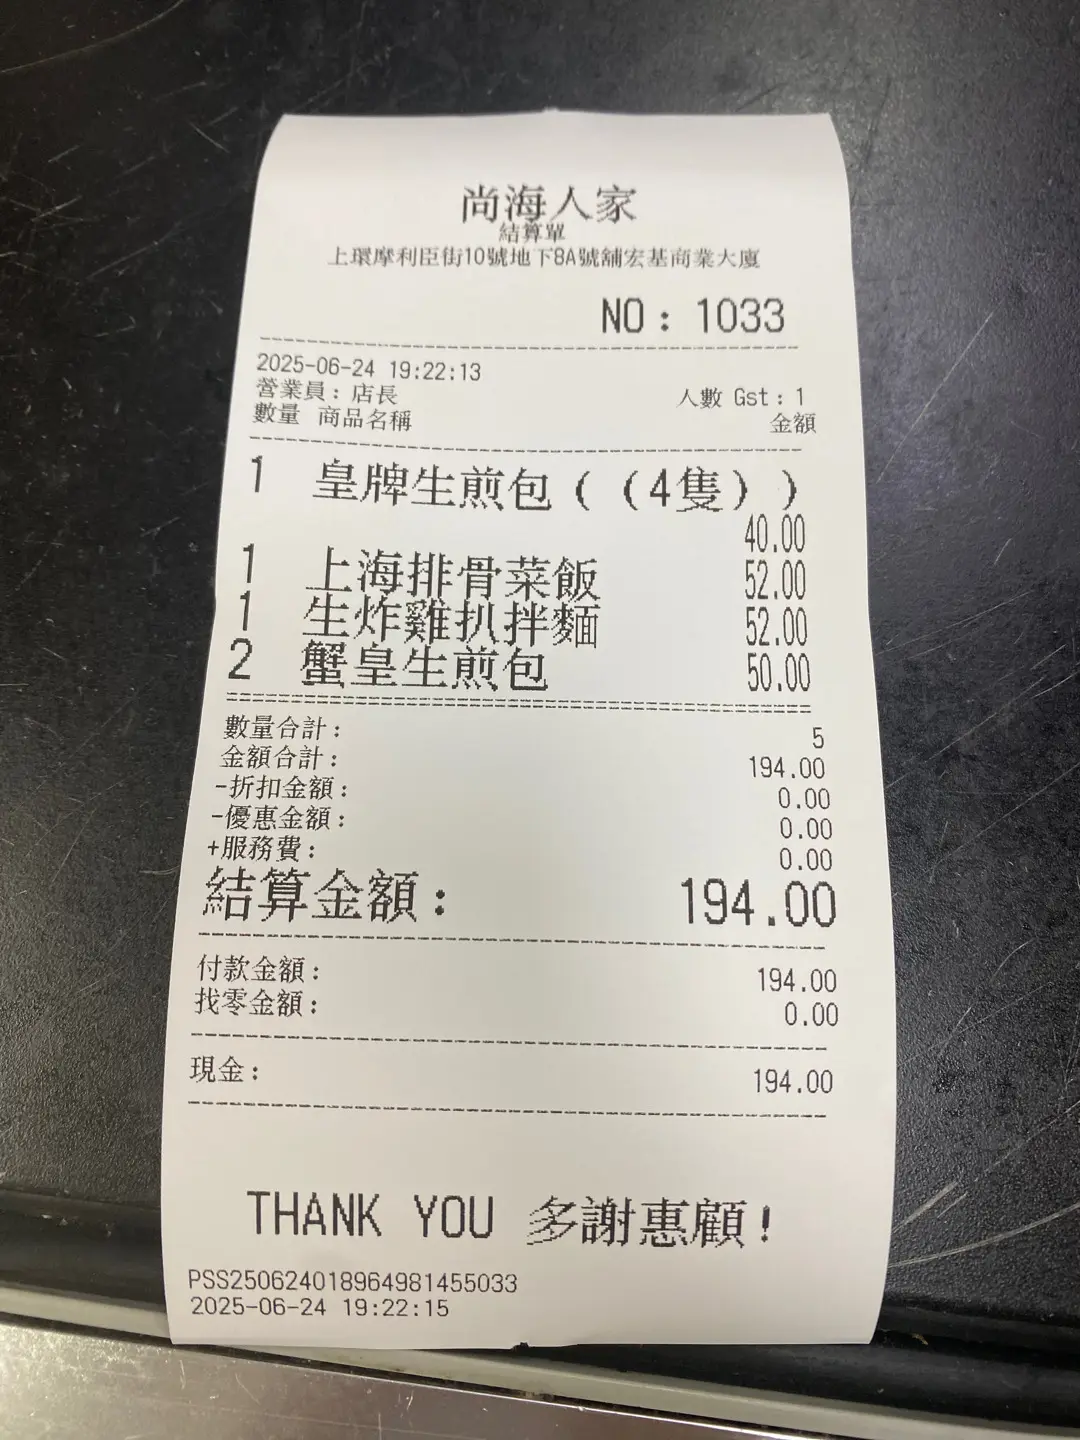 尚海人家
結算單
上環摩利臣街10號地下8A號舖宏基商業大廈
NO: 1033
2025-06-24 19:22:13
營業員：店長 人數 Gst：1
數量 商品名稱 金額
1 皇牌生煎包（（4隻））
40.00
1 上海排骨菜飯 52.00
1 生炸雞扒拌麵 52.00
2 蟹皇生煎包 50.00
數量合計： 5
金額合計： 194.00
-折扣金額： 0.00
-優惠金額： 0.00
+服務費： 0.00
結算金額： 194.00
付款金額： 194.00
找零金額： 0.00
現金： 194.00
THANK YOU 多謝惠顧！
PSS2506240189649814550​33
2025-06-24 19:22:15